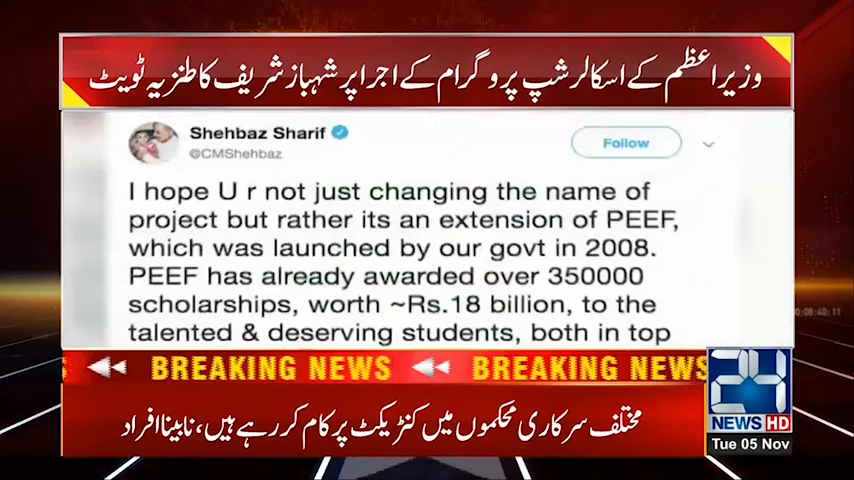 وزیراعظم کے اسکالرشپ پروگرام کے اجرا پر شہباز شریف کا طنزیہ ٹویٹ
Shehbaz Sharif
@CMShehbaz
Follow
I hope U r not just changing the name of
project but rather its an extension of PEEF,
which was launched by our govt in 2008.
PEEF has already awarded over 350000
scholarships, worth ~Rs.18 billion, to the
talented & deserving students, both in top
0:08:40:11
BREAKING NEWS BREAKING NEWS
24
NEWS HD
مختلف سرکاری محکموں میں کنٹریکٹ پر کام کر رہے ہیں، نابینا افراد
Tue 05 Nov